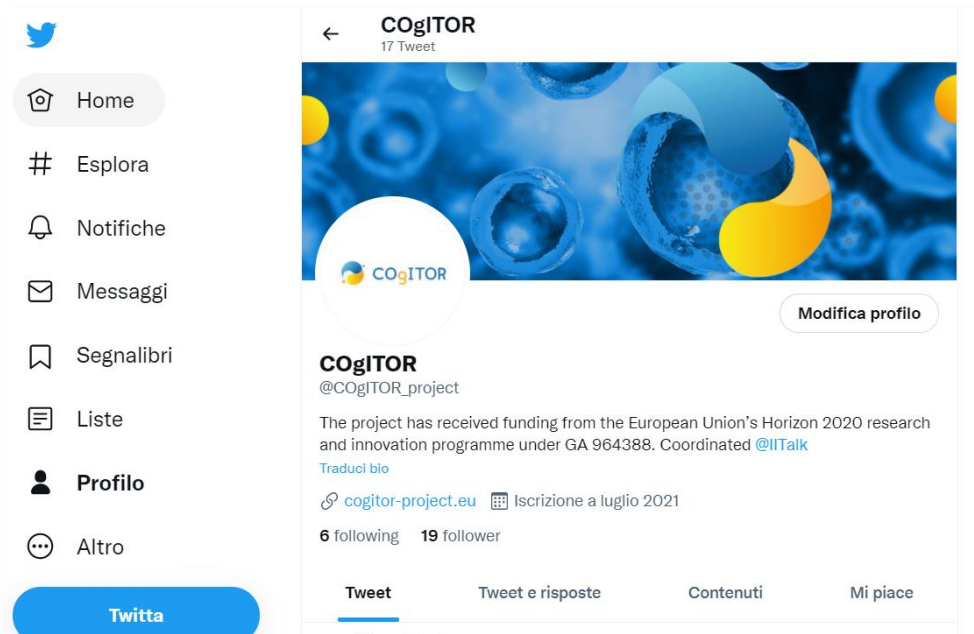 COgITOR
17 Tweet
Home
Esplora
Notifiche
Messaggi
Segnalibri
Liste
Profilo
Altro
Twitta
COgITOR
Modifica profilo
COgITOR
@COgITOR_project
The project has received funding from the European Union’s Horizon 2020 research
and innovation programme under GA 964388. Coordinated @IITalk
Traduci bio
cogitor-project.eu Iscrizione a luglio 2021
6 following 19 follower
Tweet Tweet e risposte Contenuti Mi piace